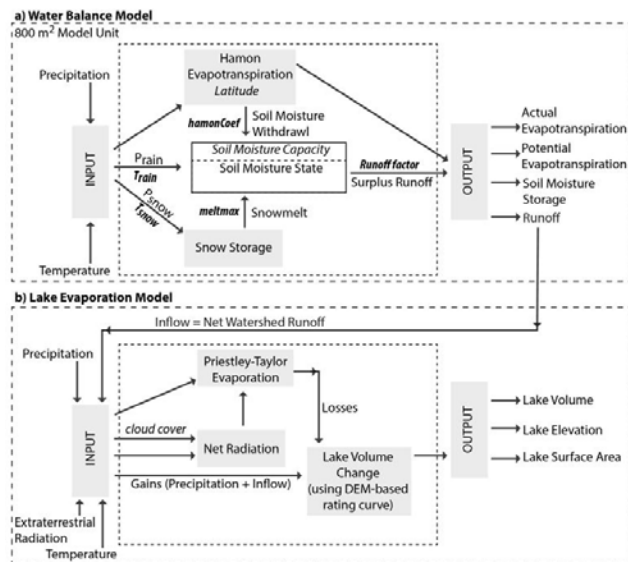 a) Water Balance Model
800 m² Model Unit
Precipitation
Hamon
Evapotranspiration
Latitude
hamonCoef
Soil Moisture
Withdrawl
INPUT
Prain
Train
Soil Moisture Capacity
Soil Moisture State
Runoff factor
Surplus Runoff
OUTPUT
Actual
Evapotranspiration
Potential
Evapotranspiration
Soil Moisture
Storage
Runoff
Psnow
Tsnow
meltmax
Snowmelt
Snow Storage
Temperature
b) Lake Evaporation Model
Inflow = Net Watershed Runoff
Precipitation
Priestley-Taylor
Evaporation
Losses
INPUT
cloud cover
Net Radiation
Gains (Precipitation + Inflow)
Lake Volume
Change
(using DEM-based
rating curve)
OUTPUT
Lake Volume
Lake Elevation
Lake Surface Area
Extraterrestrial
Radiation
Temperature